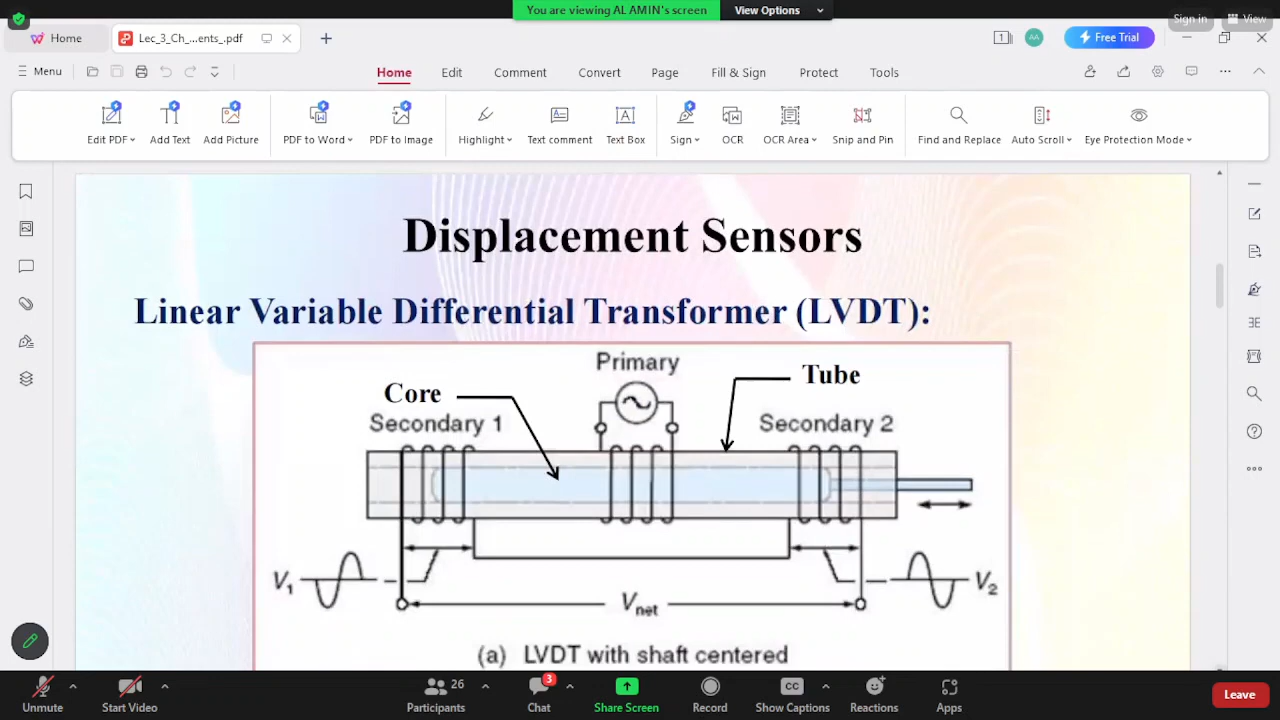 You are viewing AL AMIN's screen
View Options
Sign in
View
Home
Lec_3_Ch_...ents_.pdf
1
AA
Free Trial
Menu
Home
Edit
Comment
Convert
Page
Fill & Sign
Protect
Tools
Edit PDF
Add Text
Add Picture
PDF to Word
PDF to Image
Highlight
Text comment
Text Box
Sign
OCR
OCR Area
Snip and Pin
Find and Replace
Auto Scroll
Eye Protection Mode
Displacement Sensors
Linear Variable Differential Transformer (LVDT):
Primary
Core
Tube
Secondary 1
Secondary 2
V1
V2
Vnet
(a) LVDT with shaft centered
Unmute
Start Video
26
Participants
3
Chat
Share Screen
Record
CC
Show Captions
Reactions
Apps
Leave